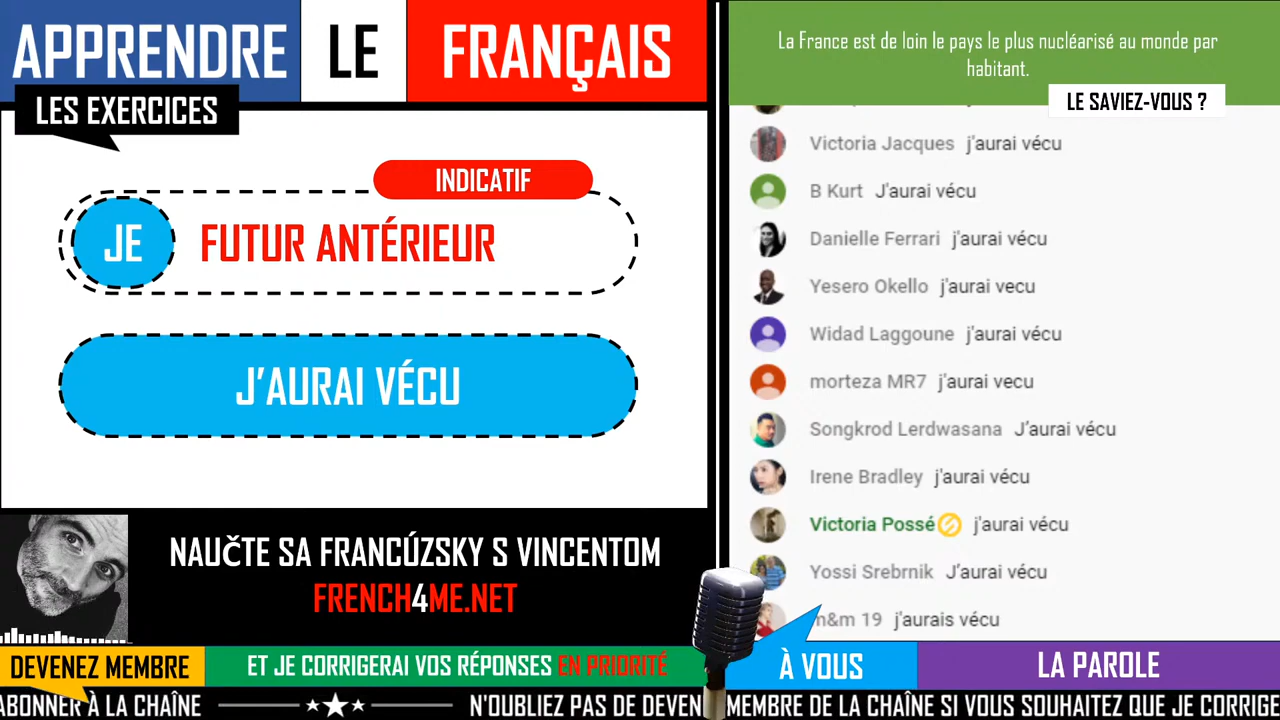 APPRENDRE LE FRANÇAIS
LES EXERCICES
INDICATIF
JE FUTUR ANTÉRIEUR
J'AURAI VÉCU
NAUČTE SA FRANCÚZSKY S VINCENTOM
FRENCH4ME.NET
DEVENEZ MEMBRE
ET JE CORRIGERAI VOS RÉPONSES EN PRIORITÉ
La France est de loin le pays le plus nucléarisé au monde par
habitant.
LE SAVIEZ-VOUS ?
Victoria Jacques j'aurai vécu
B Kurt J'aurai vécu
Danielle Ferrari j'aurai vécu
Yesero Okello j'aurai vecu
Widad Laggoune j'aurai vécu
morteza MR7 j'aurai vecu
Songkrod Lerdwasana J’aurai vécu
Irene Bradley j'aurai vécu
Victoria Possé j'aurai vécu
Yossi Srebrnik J’aurai vécu
m&m 19 j'aurais vécu
À VOUS LA PAROLE
ABONNER À LA CHAÎNE N'OUBLIEZ PAS DE DEVEN MEMBRE DE LA CHAÎNE SI VOUS SOUHAITEZ QUE JE CORRIGE